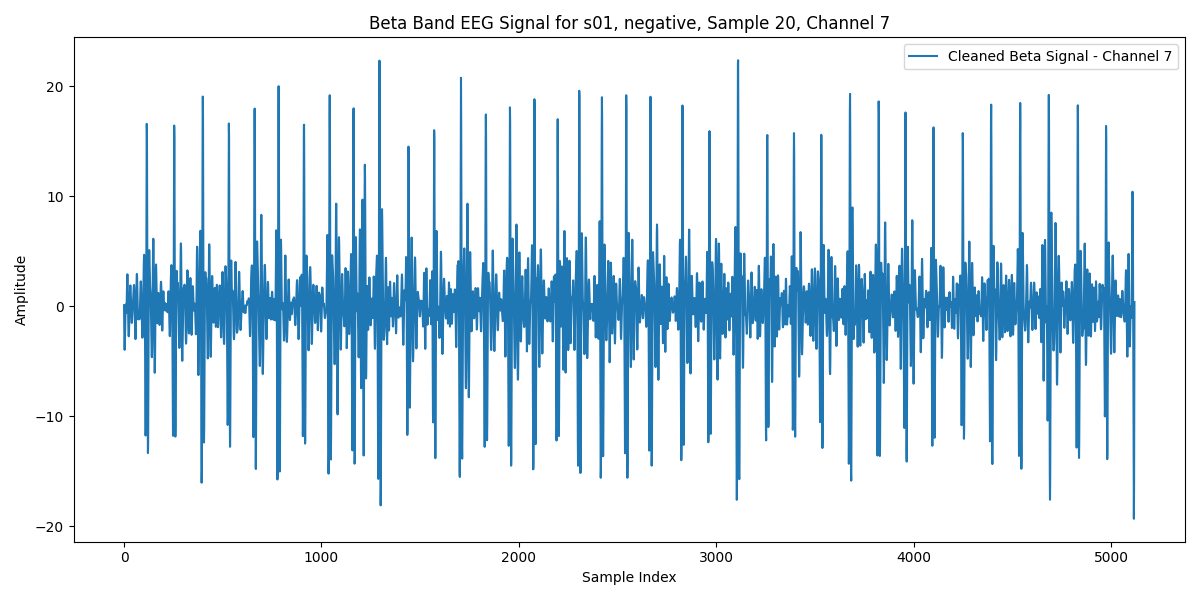 Beta Band EEG Signal for s01, negative, Sample 20, Channel 7
Cleaned Beta Signal - Channel 7
Amplitude
20
10
0
−10
−20
0 1000 2000 3000 4000 5000
Sample Index